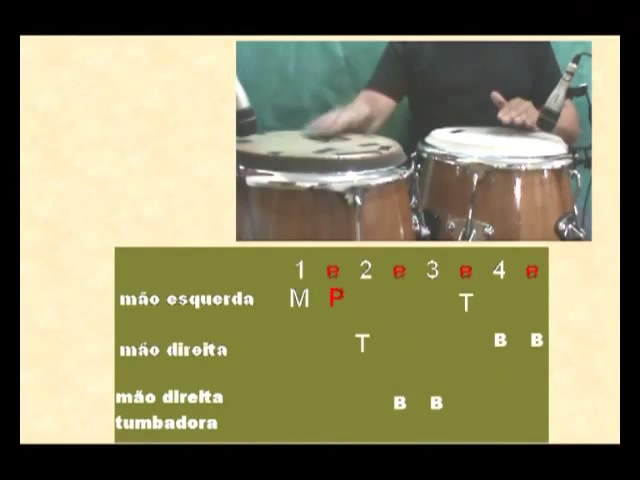 1 e 2 e 3 e 4 e
mão esquerda M P T
mão direita T B B
mão direita
tumbadora B B